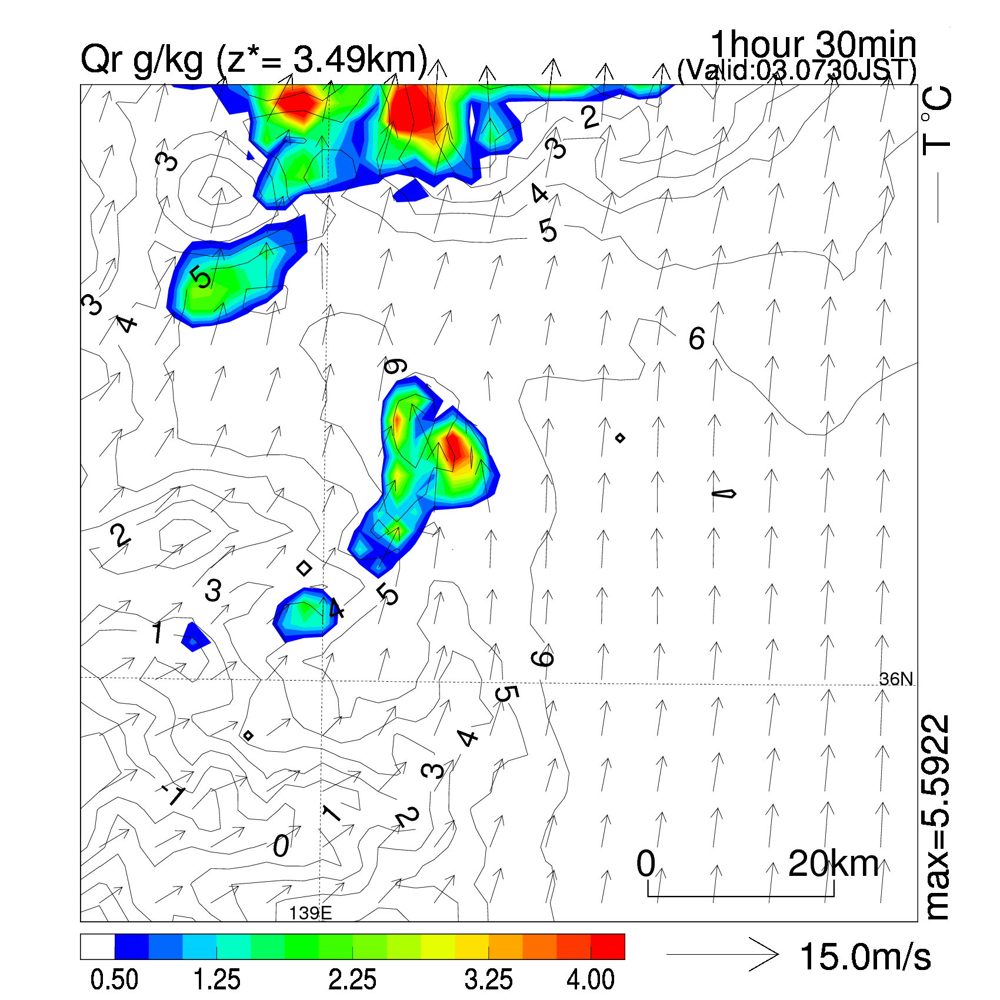 1hour 30min
Qr g/kg (z*= 3.49km)
(Valid:03.0730JST)
T °C
2
3
3
4
5
5
3
4
6
6
2
3
5
4
1
6
36N
5
4
3
-1
1
2
0
0 20km
139E
max=5.5922
0.50 1.25 2.25 3.25 4.00
15.0m/s